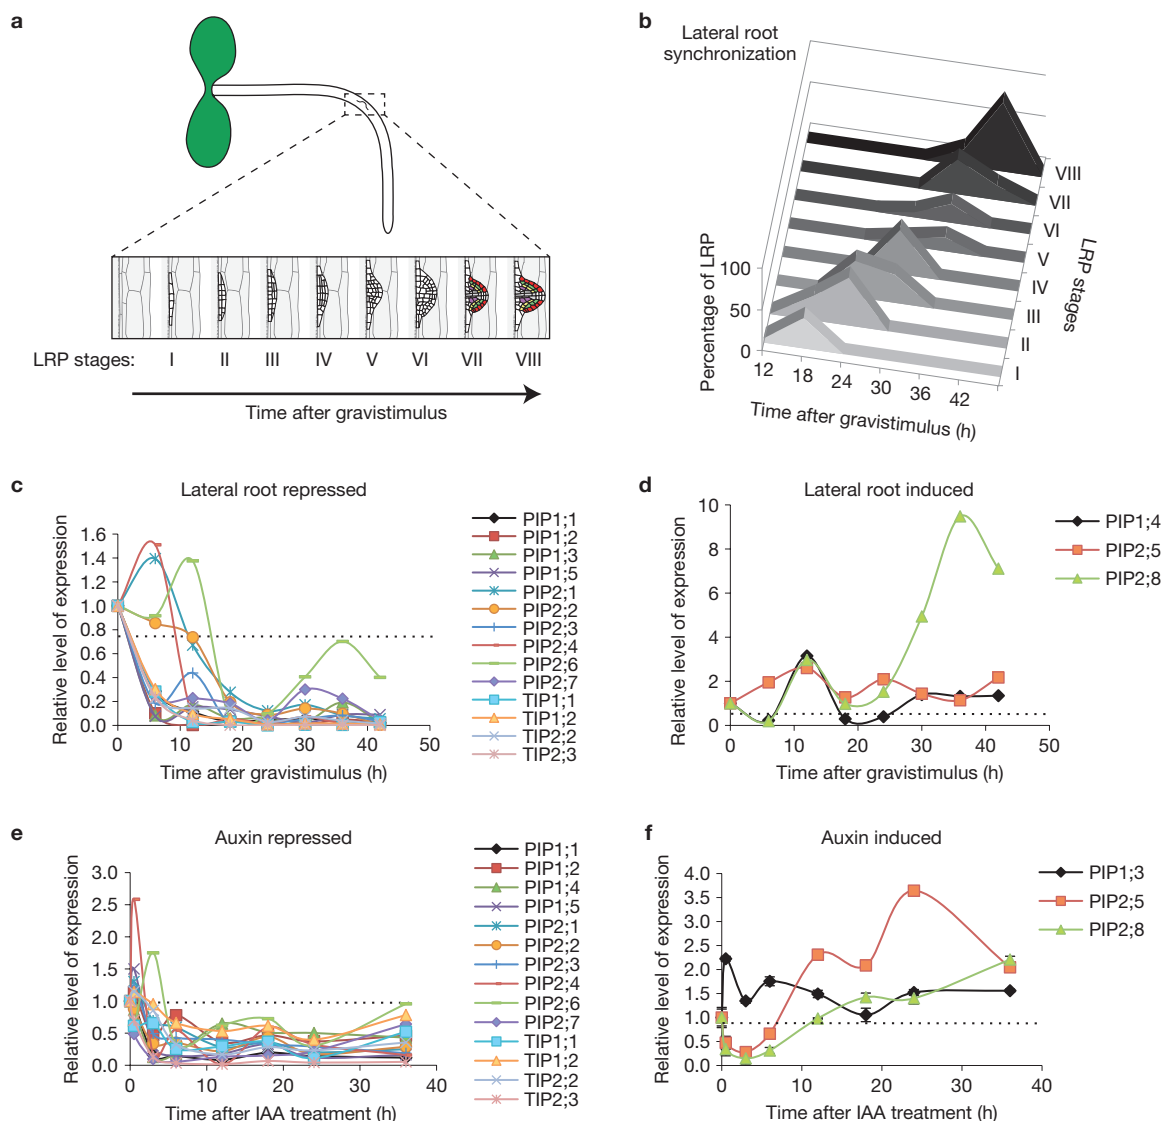 a
LRP stages: I II III IV V VI VII VIII
Time after gravistimulus
b
Lateral root
synchronization
Percentage of LRP
100
50
0
12 18 24 30 36 42
Time after gravistimulus (h)
VIII
VII
VI
V
IV
III
II
I
LRP stages
c
Lateral root repressed
Relative level of expression
1.6
1.4
1.2
1.0
0.8
0.6
0.4
0.2
0.0
0 10 20 30 40 50
Time after gravistimulus (h)
PIP1;1
PIP1;2
PIP1;3
PIP1;5
PIP2;1
PIP2;2
PIP2;3
PIP2;4
PIP2;6
PIP2;7
TIP1;1
TIP1;2
TIP2;2
TIP2;3
d
Lateral root induced
Relative level of expression
10
8
6
4
2
0
0 10 20 30 40 50
Time after gravistimulus (h)
PIP1;4
PIP2;5
PIP2;8
e
Auxin repressed
Relative level of expression
3.0
2.5
2.0
1.5
1.0
0.5
0.0
0 10 20 30 40
Time after IAA treatment (h)
PIP1;1
PIP1;2
PIP1;4
PIP1;5
PIP2;1
PIP2;2
PIP2;3
PIP2;4
PIP2;6
PIP2;7
TIP1;1
TIP1;2
TIP2;2
TIP2;3
f
Auxin induced
Relative level of expression
4.0
3.5
3.0
2.5
2.0
1.5
1.0
0.5
0.0
0 10 20 30 40
Time after IAA treatment (h)
PIP1;3
PIP2;5
PIP2;8